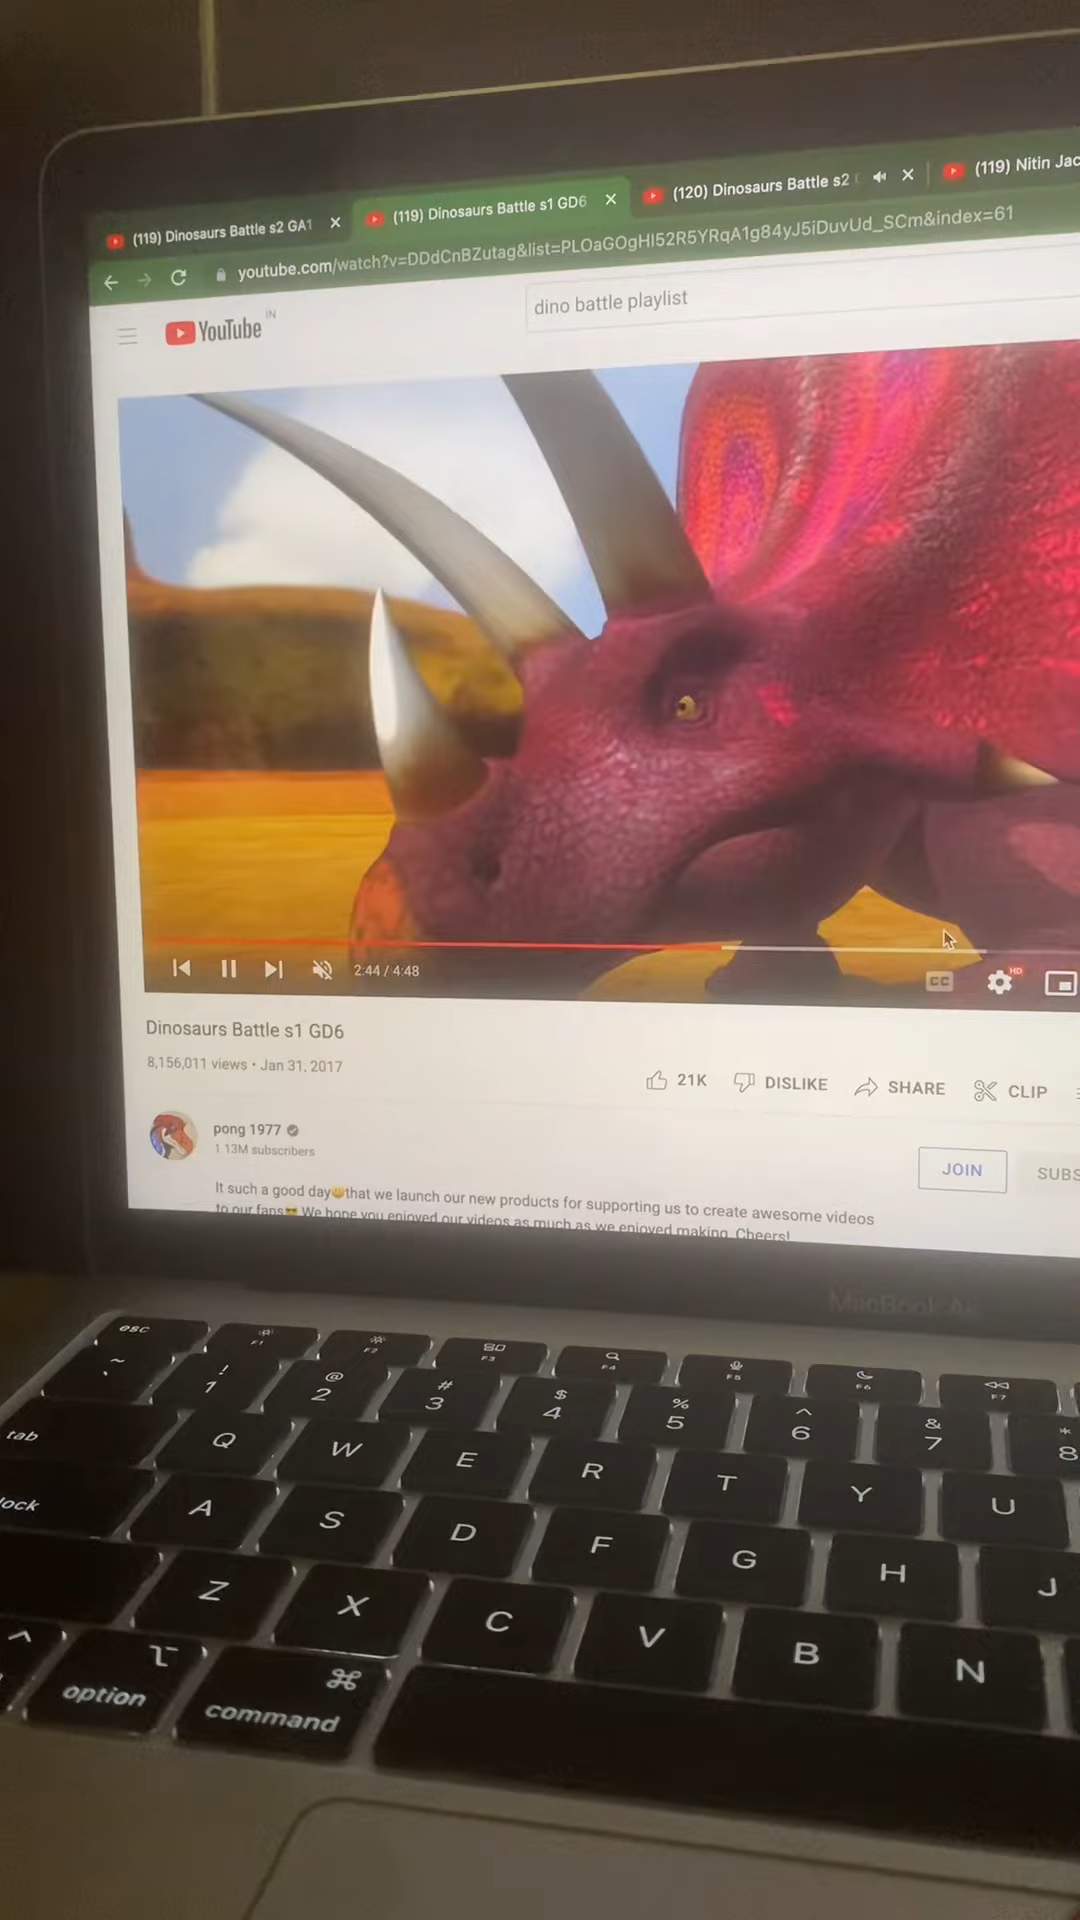 (119) Dinosaurs Battle s2 GA1
(119) Dinosaurs Battle s1 GD6
(120) Dinosaurs Battle s2
(119) Nitin Jac
youtube.com/watch?v=DDdCnBZutag&list=PLOaGOgHI52R5YRqA1g84yJ5iDuvUd_SCm&index=61
YouTube IN
dino battle playlist
2:44 / 4:48
CC
HD
Dinosaurs Battle s1 GD6
8,156,011 views • Jan 31, 2017
21K
DISLIKE
SHARE
CLIP
pong 1977
1.13M subscribers
JOIN
SUBS
It such a good day😀that we launch our new products for supporting us to create awesome videos
to our fans😎 We hope you enjoyed our videos as much as we enjoyed making. Cheers!
MacBook Air
esc F1 F2 F3 F4 F5 F6 F7
~ ! 1 @ 2 # 3 $ 4 % 5 ^ 6 & 7 * 8
tab Q W E R T Y U
lock A S D F G H J
Z X C V B N
^ option ⌘ command